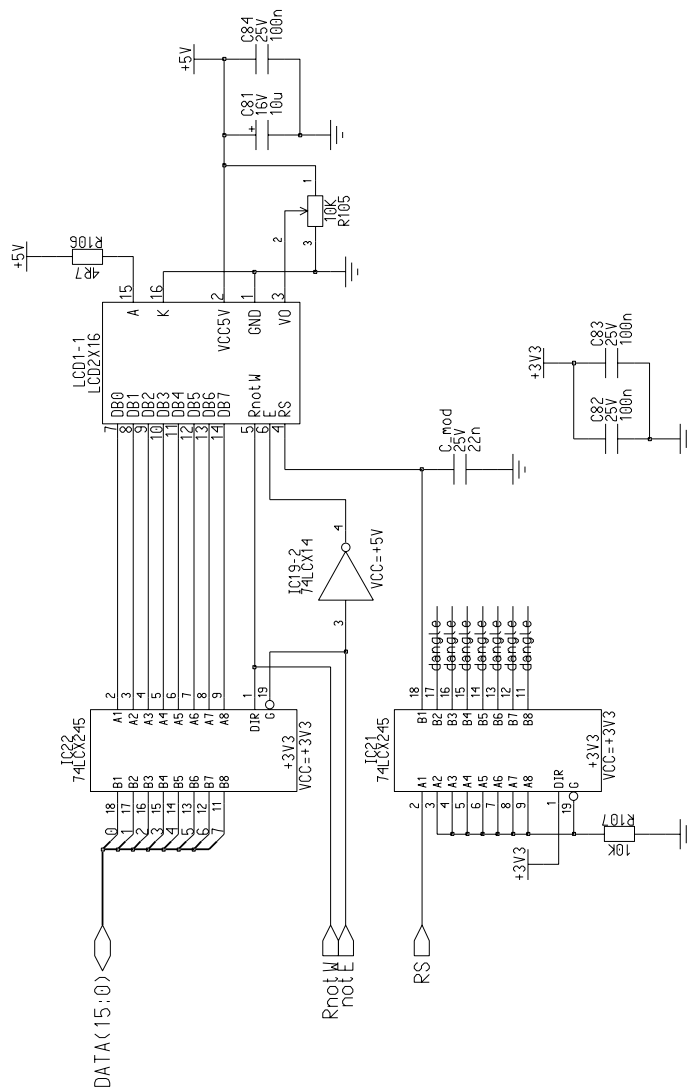 +5V
C84
25V
100n
C81
16V
10u
+
+5V
R106
4R7
1
10K
R105
2
3
15
16
2
1
3
A
K
VCC5V
GND
VO
LCD1-1
LCD2X16
DB0
DB1
DB2
DB3
DB4
DB5
DB6
DB7
RnotW
E
RS
7
8
9
10
11
12
13
14
5
6
4
C_mod
25V
22n
+3V3
C83
25V
100n
C82
25V
100n
IC19-2
74LCX14
4
3
VCC=+5V
IC22
74LCX245
2
3
4
5
6
7
8
9
1
19
A1
A2
A3
A4
A5
A6
A7
A8
DIR
G
+3V3
VCC=+3V3
B1
B2
B3
B4
B5
B6
B7
B8
18
17
16
15
14
13
12
11
0
1
2
3
4
5
6
7
DATA(15:0)
RnotW
notE
RS
IC21
74LCX245
18
17
16
15
14
13
12
11
dangle
dangle
dangle
dangle
dangle
dangle
dangle
B1
B2
B3
B4
B5
B6
B7
B8
+3V3
VCC=+3V3
A1
A2
A3
A4
A5
A6
A7
A8
DIR
G
2
3
4
5
6
7
8
9
1
19
+3V3
R107
10K